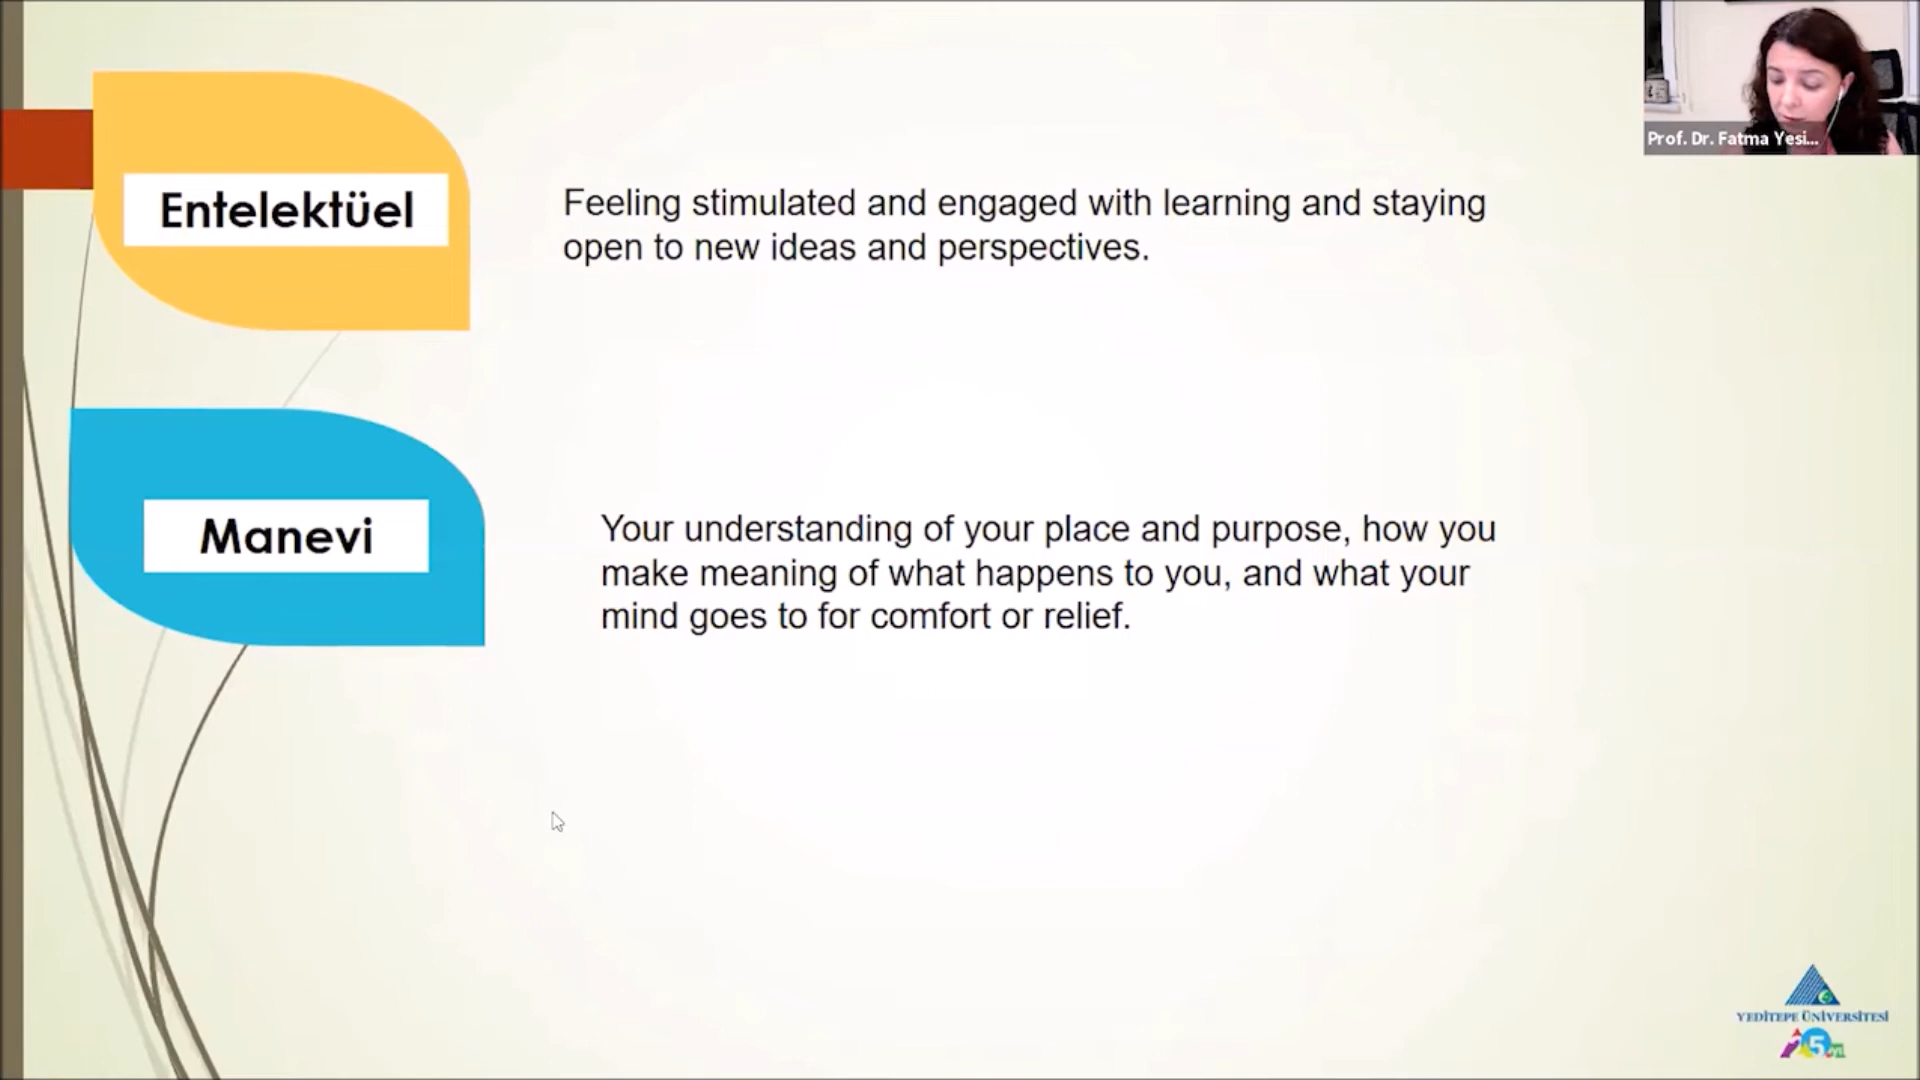 Prof. Dr. Fatma Yesi...
Entelektüel
Feeling stimulated and engaged with learning and staying
open to new ideas and perspectives.
Manevi
Your understanding of your place and purpose, how you
make meaning of what happens to you, and what your
mind goes to for comfort or relief.
YEDİTEPE ÜNİVERSİTESİ